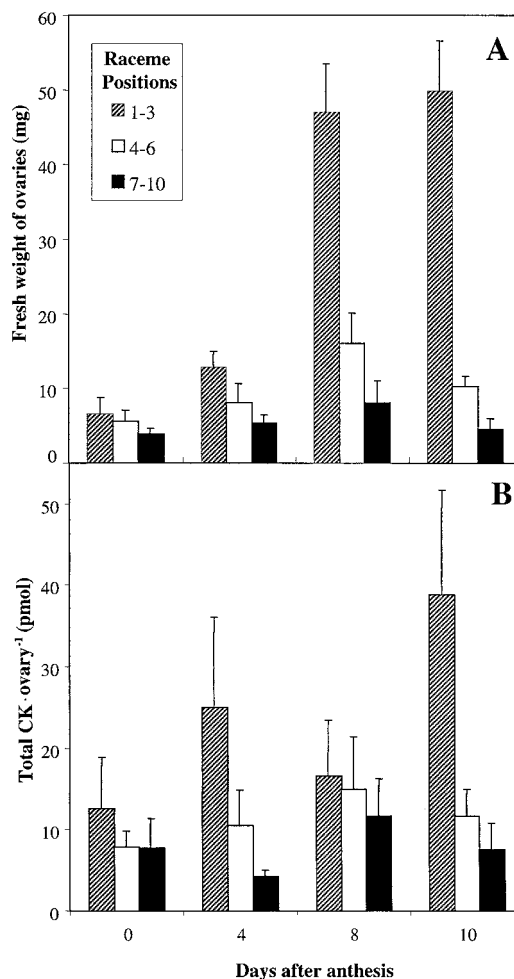 A
Raceme
Positions
1-3
4-6
7-10
Fresh weight of ovaries (mg)
60
50
40
30
20
10
0
B
Total CK·ovary⁻¹ (pmol)
50
40
30
20
10
0
0 4 8 10
Days after anthesis